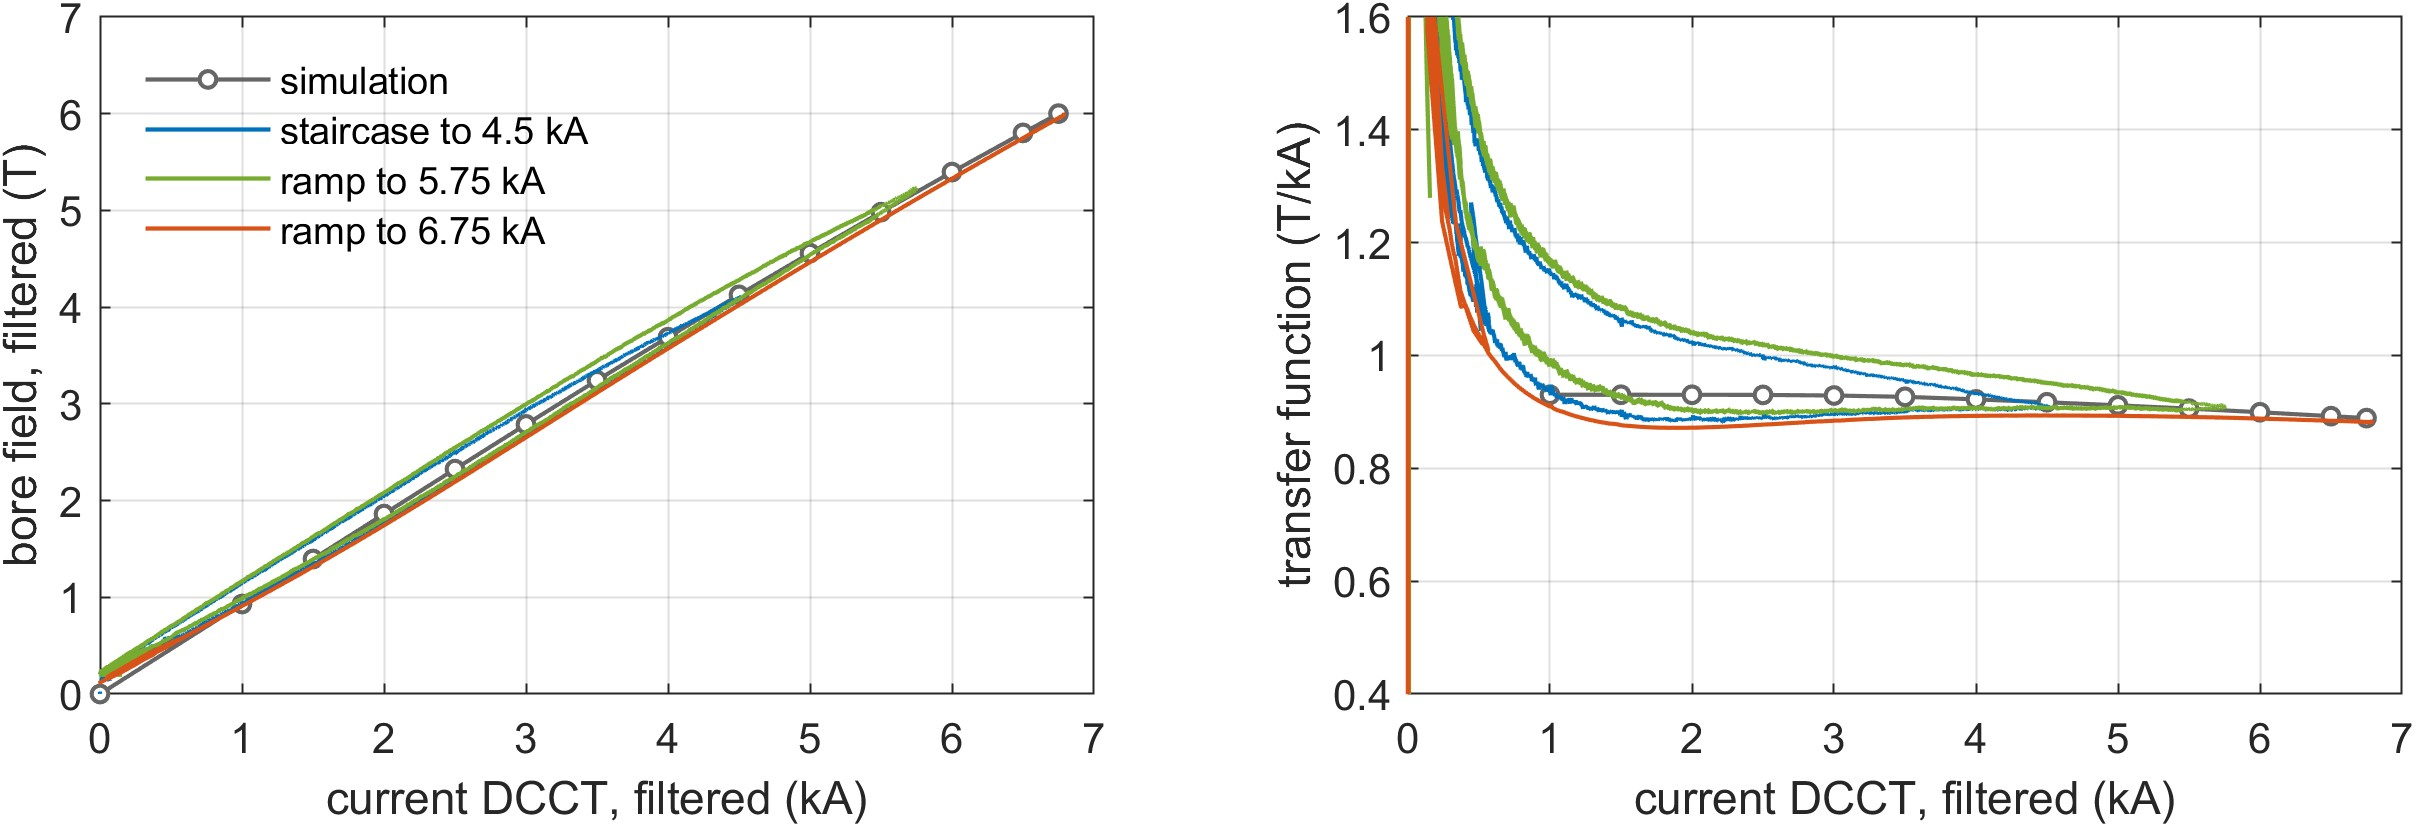 bore field, filtered (T)
7
6
5
4
3
2
1
0
simulation
staircase to 4.5 kA
ramp to 5.75 kA
ramp to 6.75 kA
0 1 2 3 4 5 6 7
current DCCT, filtered (kA)
transfer function (T/kA)
1.6
1.4
1.2
1
0.8
0.6
0.4
0 1 2 3 4 5 6 7
current DCCT, filtered (kA)